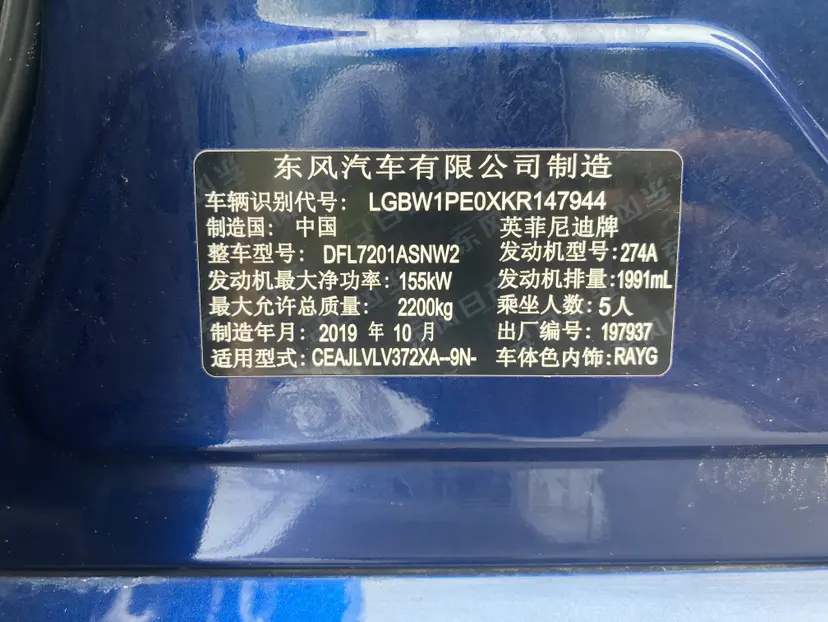 东风汽车有限公司制造
车辆识别代号: LGBW1PE0XKR147944
制造国: 中国 英菲尼迪牌
整车型号: DFL7201ASNW2 发动机型号:274A
发动机最大净功率: 155kW 发动机排量:1991mL
最大允许总质量: 2200kg 乘坐人数: 5人
制造年月: 2019 年 10 月 出厂编号: 197937
适用型式: CEAJLVLV372XA--9N- 车体色内饰:RAYG